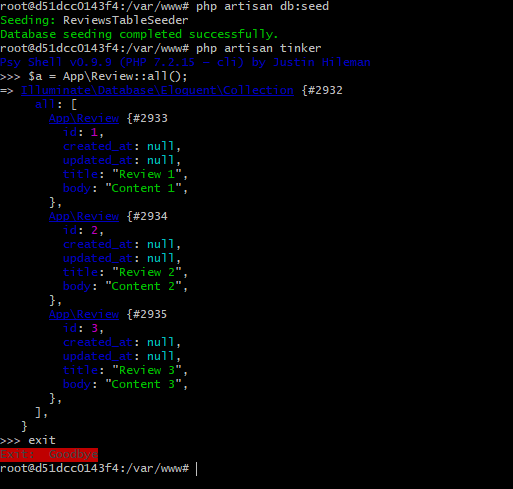 root@d51dcc0143f4:/var/www# php artisan db:seed
Seeding: ReviewsTableSeeder
Database seeding completed successfully.
root@d51dcc0143f4:/var/www# php artisan tinker
Psy Shell v0.9.9 (PHP 7.2.15 — cli) by Justin Hileman
>>> $a = App\Review::all();
=> Illuminate\Database\Eloquent\Collection {#2932
     all: [
       App\Review {#2933
         id: 1,
         created_at: null,
         updated_at: null,
         title: "Review 1",
         body: "Content 1",
       },
       App\Review {#2934
         id: 2,
         created_at: null,
         updated_at: null,
         title: "Review 2",
         body: "Content 2",
       },
       App\Review {#2935
         id: 3,
         created_at: null,
         updated_at: null,
         title: "Review 3",
         body: "Content 3",
       },
     ],
   }
>>> exit
Exit:  Goodbye
root@d51dcc0143f4:/var/www#